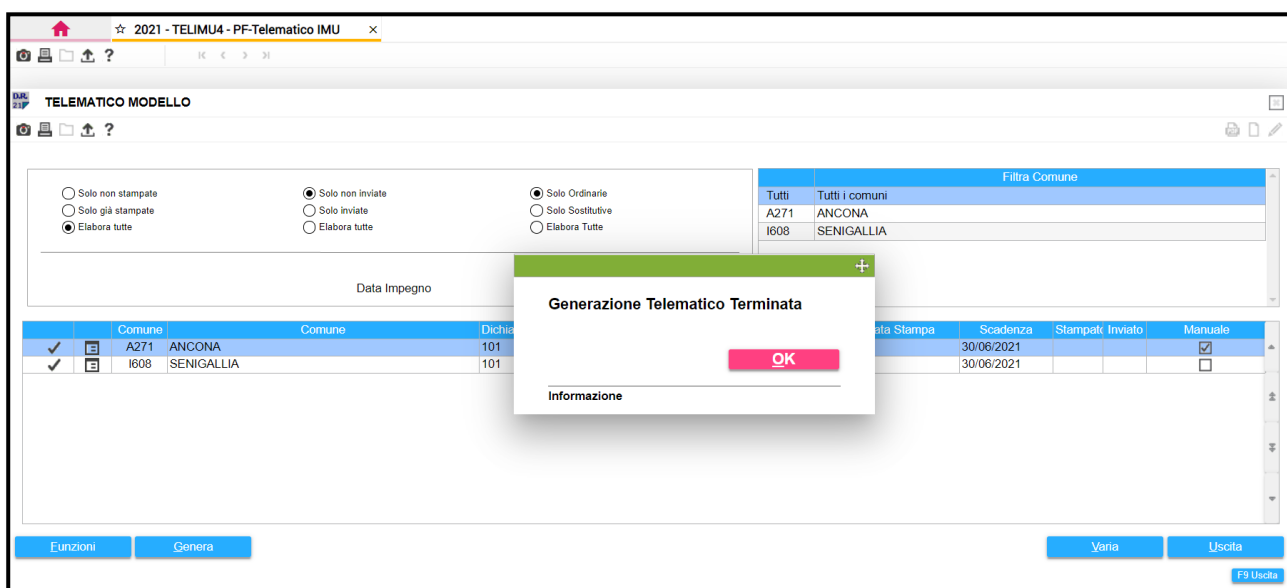 ☆ 2021 - TELIMU4 - PF-Telematico IMU ×
?
D.R. 21
TELEMATICO MODELLO
?
Solo non stampate
Solo già stampate
Elabora tutte
Solo non inviate
Solo inviate
Elabora tutte
Solo Ordinarie
Solo Sostitutive
Elabora Tutte
Data Impegno
Filtra Comune
Tutti Tutti i comuni
A271 ANCONA
I608 SENIGALLIA
Comune Comune Dichia ata Stampa Scadenza Stampato Inviato Manuale
A271 ANCONA 101 30/06/2021
I608 SENIGALLIA 101 30/06/2021
Generazione Telematico Terminata
OK
Informazione
Funzioni Genera Varia Uscita
F9 Uscita